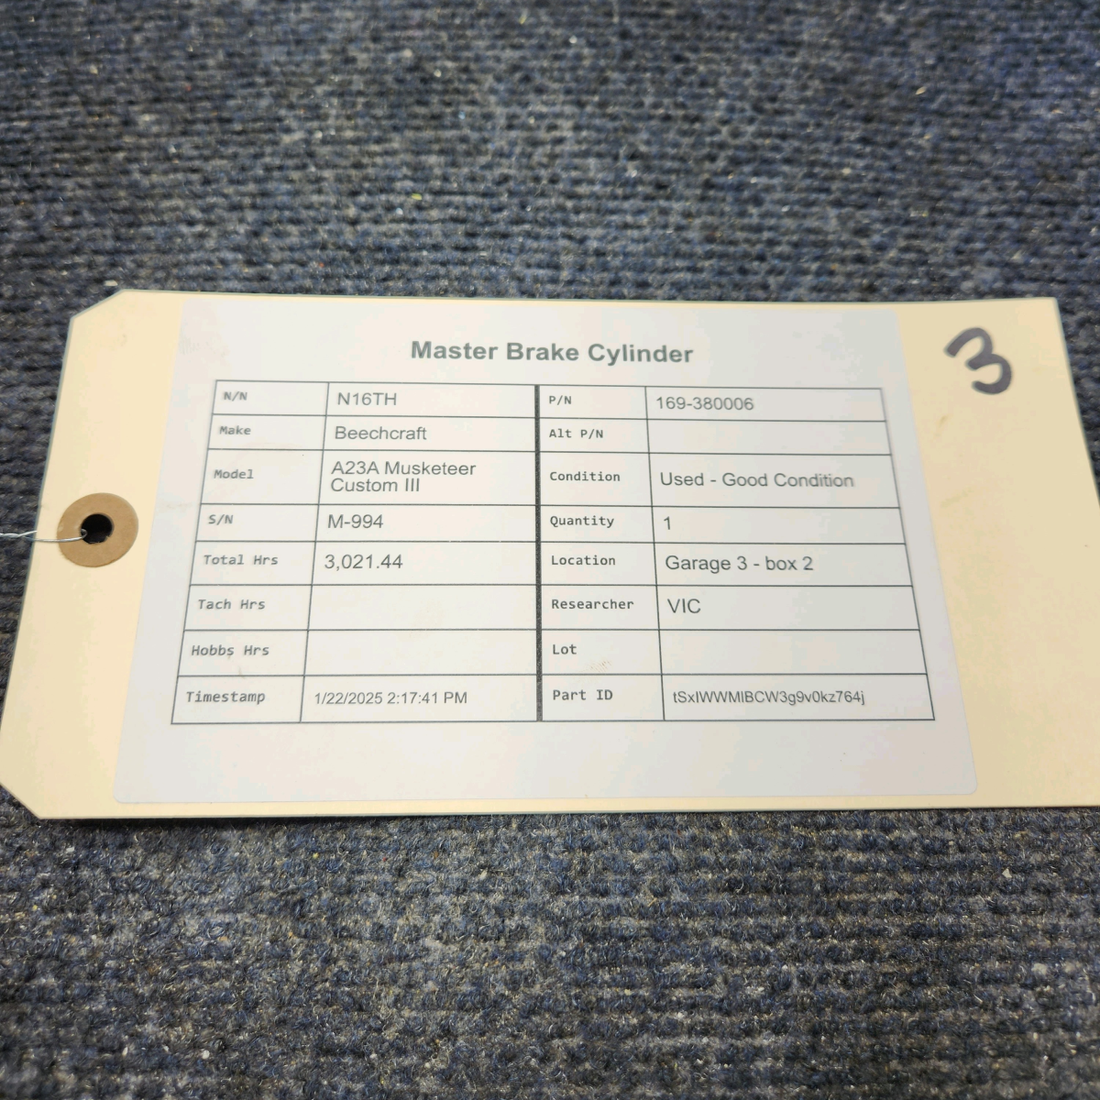 3
Master Brake Cylinder
N/N N16TH P/N 169-380006
Make Beechcraft Alt P/N
Model A23A Musketeer Custom III Condition Used - Good Condition
S/N M-994 Quantity 1
Total Hrs 3,021.44 Location Garage 3 - box 2
Tach Hrs Researcher VIC
Hobbs Hrs Lot
Timestamp 1/22/2025 2:17:41 PM Part ID tSxIWWMlBCW3g9v0kz764j